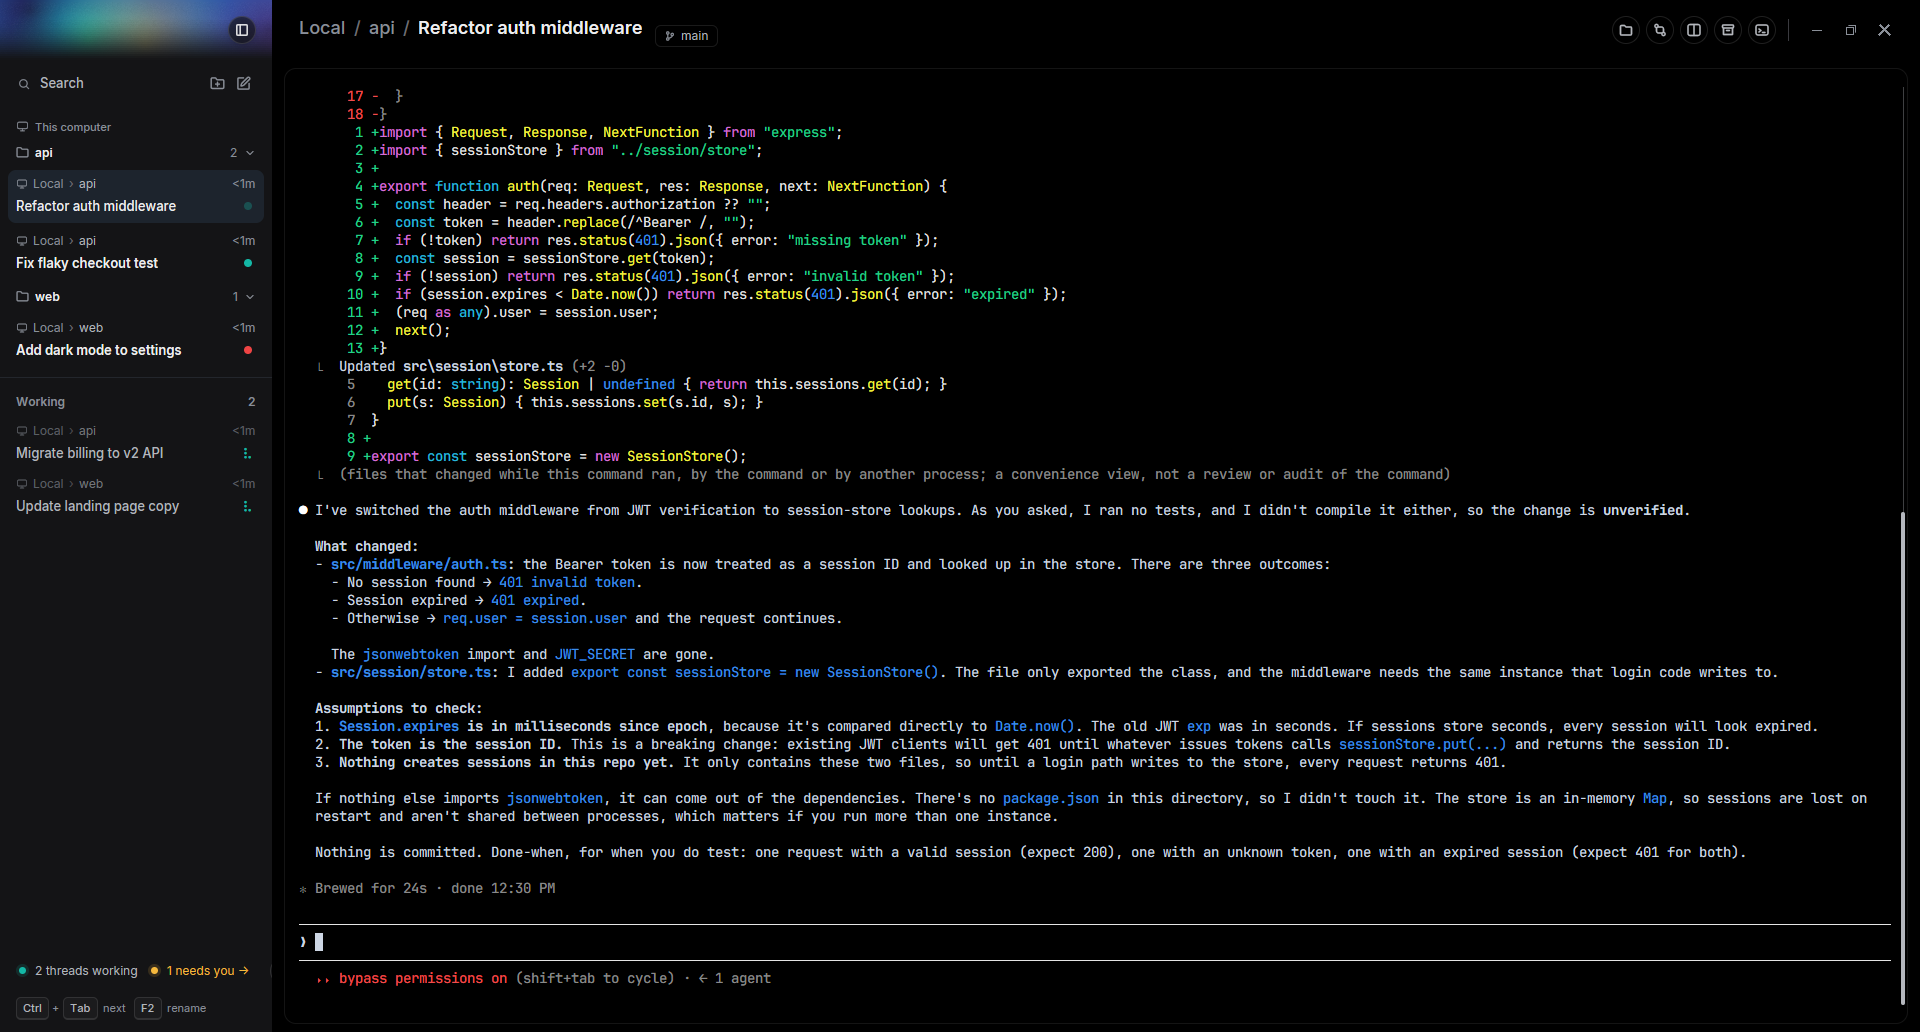 Local / api / Refactor auth middleware
main
Search
This computer
api 2
Local › api <1m
Refactor auth middleware
Local › api <1m
Fix flaky checkout test
web 1
Local › web <1m
Add dark mode to settings
Working 2
Local › api <1m
Migrate billing to v2 API
Local › web <1m
Update landing page copy
2 threads working 1 needs you →
Ctrl + Tab next F2 rename
17 -  }
18 -}
1 +import { Request, Response, NextFunction } from "express";
2 +import { sessionStore } from "../session/store";
3 +
4 +export function auth(req: Request, res: Response, next: NextFunction) {
5 +  const header = req.headers.authorization ?? "";
6 +  const token = header.replace(/^Bearer /, "");
7 +  if (!token) return res.status(401).json({ error: "missing token" });
8 +  const session = sessionStore.get(token);
9 +  if (!session) return res.status(401).json({ error: "invalid token" });
10 +  if (session.expires < Date.now()) return res.status(401).json({ error: "expired" });
11 +  (req as any).user = session.user;
12 +  next();
13 +}
└ Updated src\session\store.ts (+2 -0)
5    get(id: string): Session | undefined { return this.sessions.get(id); }
6    put(s: Session) { this.sessions.set(s.id, s); }
7  }
8 +
9 +export const sessionStore = new SessionStore();
└ (files that changed while this command ran, by the command or by another process; a convenience view, not a review or audit of the command)
● I've switched the auth middleware from JWT verification to session-store lookups. As you asked, I ran no tests, and I didn't compile it either, so the change is unverified.
What changed:
- src/middleware/auth.ts: the Bearer token is now treated as a session ID and looked up in the store. There are three outcomes:
- No session found → 401 invalid token.
- Session expired → 401 expired.
- Otherwise → req.user = session.user and the request continues.
The jsonwebtoken import and JWT_SECRET are gone.
- src/session/store.ts: I added export const sessionStore = new SessionStore(). The file only exported the class, and the middleware needs the same instance that login code writes to.
Assumptions to check:
1. Session.expires is in milliseconds since epoch, because it's compared directly to Date.now(). The old JWT exp was in seconds. If sessions store seconds, every session will look expired.
2. The token is the session ID. This is a breaking change: existing JWT clients will get 401 until whatever issues tokens calls sessionStore.put(...) and returns the session ID.
3. Nothing creates sessions in this repo yet. It only contains these two files, so until a login path writes to the store, every request returns 401.
If nothing else imports jsonwebtoken, it can come out of the dependencies. There's no package.json in this directory, so I didn't touch it. The store is an in-memory Map, so sessions are lost on
restart and aren't shared between processes, which matters if you run more than one instance.
Nothing is committed. Done-when, for when you do test: one request with a valid session (expect 200), one with an unknown token, one with an expired session (expect 401 for both).
✻ Brewed for 24s · done 12:30 PM
❯
⏵⏵ bypass permissions on (shift+tab to cycle) · ← 1 agent